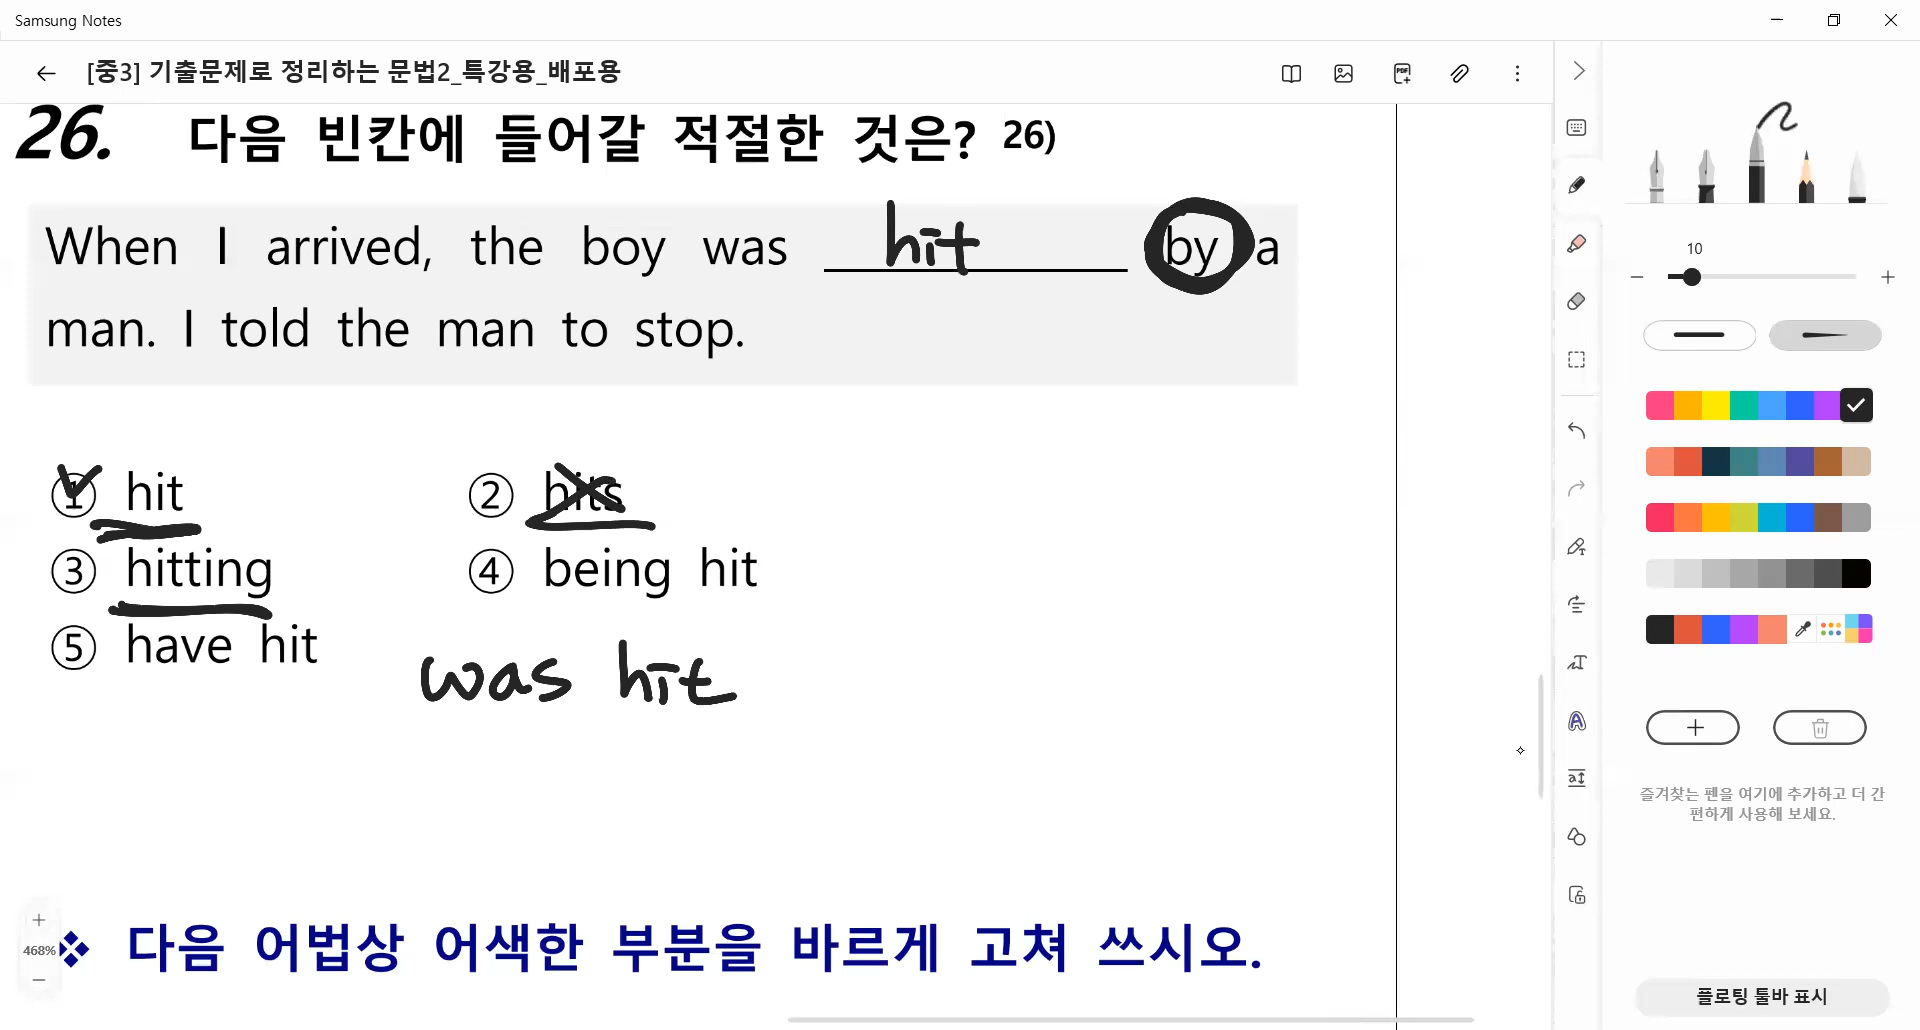 Samsung Notes
[중3] 기출문제로 정리하는 문법2_특강용_배포용
26. 다음 빈칸에 들어갈 적절한 것은? 26)
When I arrived, the boy was hit by a
man. I told the man to stop.
① hit ② hits
③ hitting ④ being hit
⑤ have hit
was hit
❖ 다음 어법상 어색한 부분을 바르게 고쳐 쓰시오.
468%
10
즐겨찾는 펜을 여기에 추가하고 더 간
편하게 사용해 보세요.
플로팅 툴바 표시